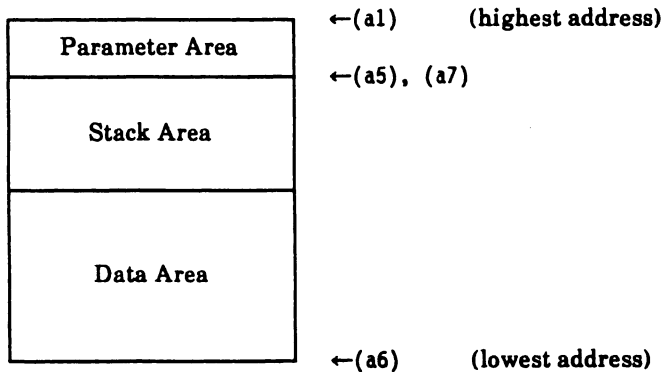 ←(a1) (highest address)
Parameter Area
←(a5), (a7)
Stack Area
Data Area
←(a6) (lowest address)